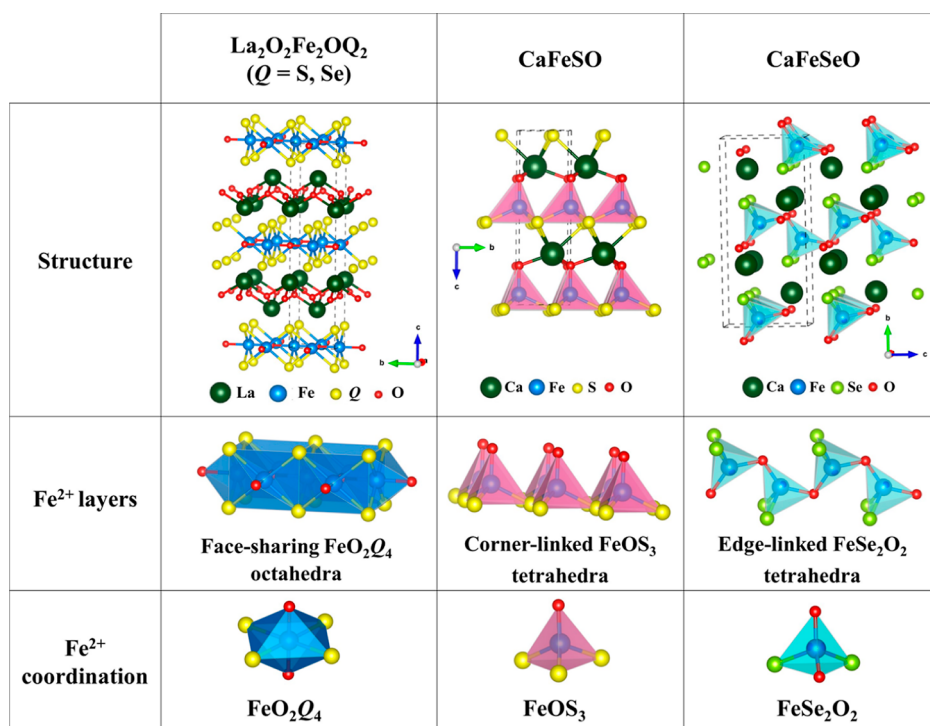 La₂O₂Fe₂OQ₂
(Q = S, Se)
CaFeSO
CaFeSeO
Structure
c
b
a
La Fe Q O
b
c
Ca Fe S O
b
c
Ca Fe Se O
Fe²⁺ layers
Face-sharing FeO₂Q₄
octahedra
Corner-linked FeOS₃
tetrahedra
Edge-linked FeSe₂O₂
tetrahedra
Fe²⁺
coordination
FeO₂Q₄
FeOS₃
FeSe₂O₂